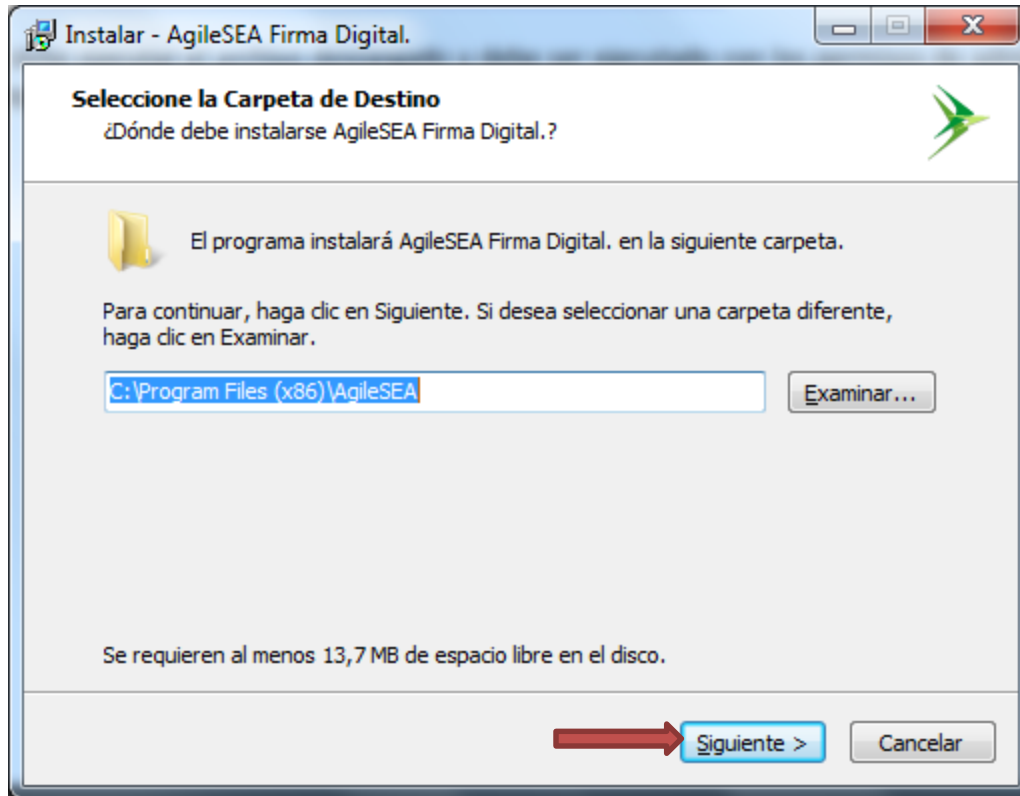 Instalar - AgileSEA Firma Digital.
Seleccione la Carpeta de Destino
¿Dónde debe instalarse AgileSEA Firma Digital.?
El programa instalará AgileSEA Firma Digital. en la siguiente carpeta.
Para continuar, haga clic en Siguiente. Si desea seleccionar una carpeta diferente,
haga clic en Examinar.
C:\Program Files (x86)\AgileSEA
Examinar...
Se requieren al menos 13,7 MB de espacio libre en el disco.
Siguiente >
Cancelar